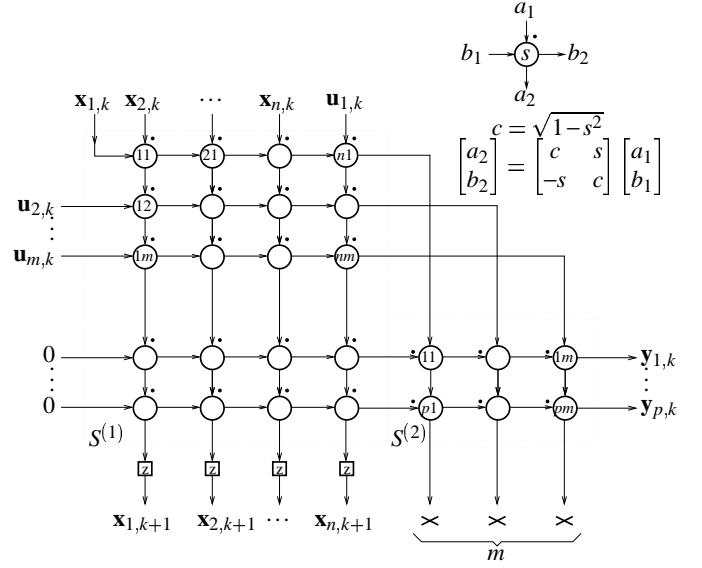 a₁
b₁ s b₂
a₂
c = √1−s²
[a₂ b₂] = [c s −s c] [a₁ b₁]
x₁,ₖ x₂,ₖ ⋯ xₙ,ₖ u₁,ₖ
11 21 n1
u₂,ₖ 12
⋮
uₘ,ₖ 1m nm
0 11 1m y₁,ₖ
⋮ ⋮
0 p1 pm yₚ,ₖ
S⁽¹⁾ S⁽²⁾
z z z z
x₁,ₖ₊₁ x₂,ₖ₊₁ ⋯ xₙ,ₖ₊₁ × × ×
m